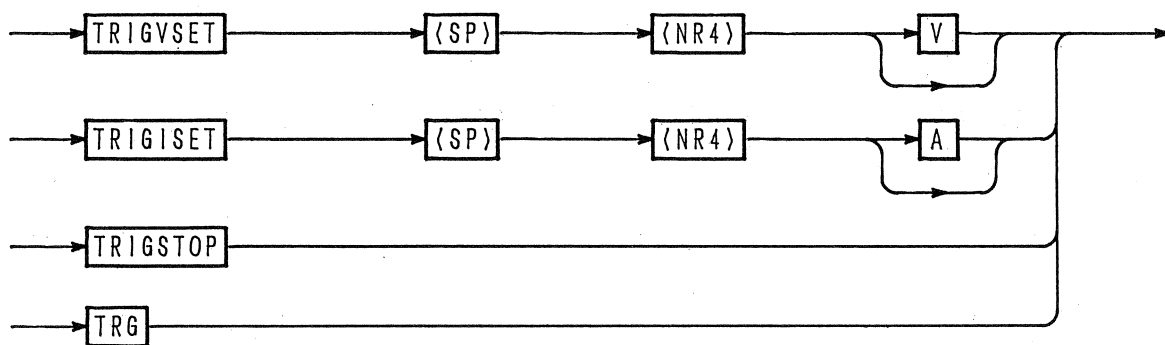 TRIGVSET ⟨SP⟩ ⟨NR4⟩ V
TRIGISET ⟨SP⟩ ⟨NR4⟩ A
TRIGSTOP
TRG